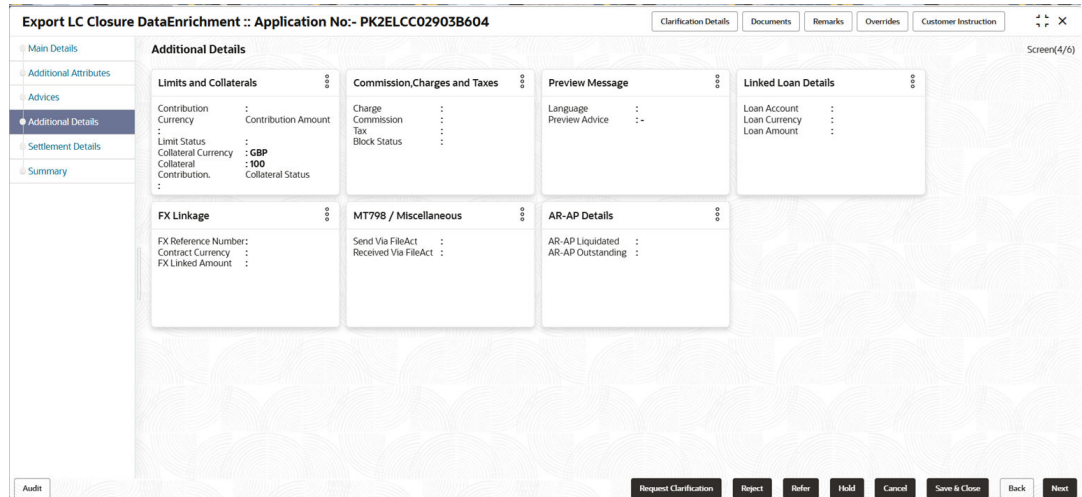 Export LC Closure DataEnrichment :: Application No:- PK2ELCC02903B604
Clarification Details
Documents
Remarks
Overrides
Customer Instruction
Main Details
Additional Attributes
Advices
Additional Details
Settlement Details
Summary
Additional Details
Screen(4/6)
Limits and Collaterals
Contribution :
Currency Contribution Amount
:
Limit Status :
Collateral Currency : GBP
Collateral : 100
Contribution. Collateral Status
:
Commission,Charges and Taxes
Charge :
Commission :
Tax :
Block Status :
Preview Message
Language :
Preview Advice : -
Linked Loan Details
Loan Account :
Loan Currency :
Loan Amount :
FX Linkage
FX Reference Number:
Contract Currency :
FX Linked Amount :
MT798 / Miscellaneous
Send Via FileAct :
Received Via FileAct :
AR-AP Details
AR-AP Liquidated :
AR-AP Outstanding :
Audit
Request Clarification
Reject
Refer
Hold
Cancel
Save & Close
Back
Next